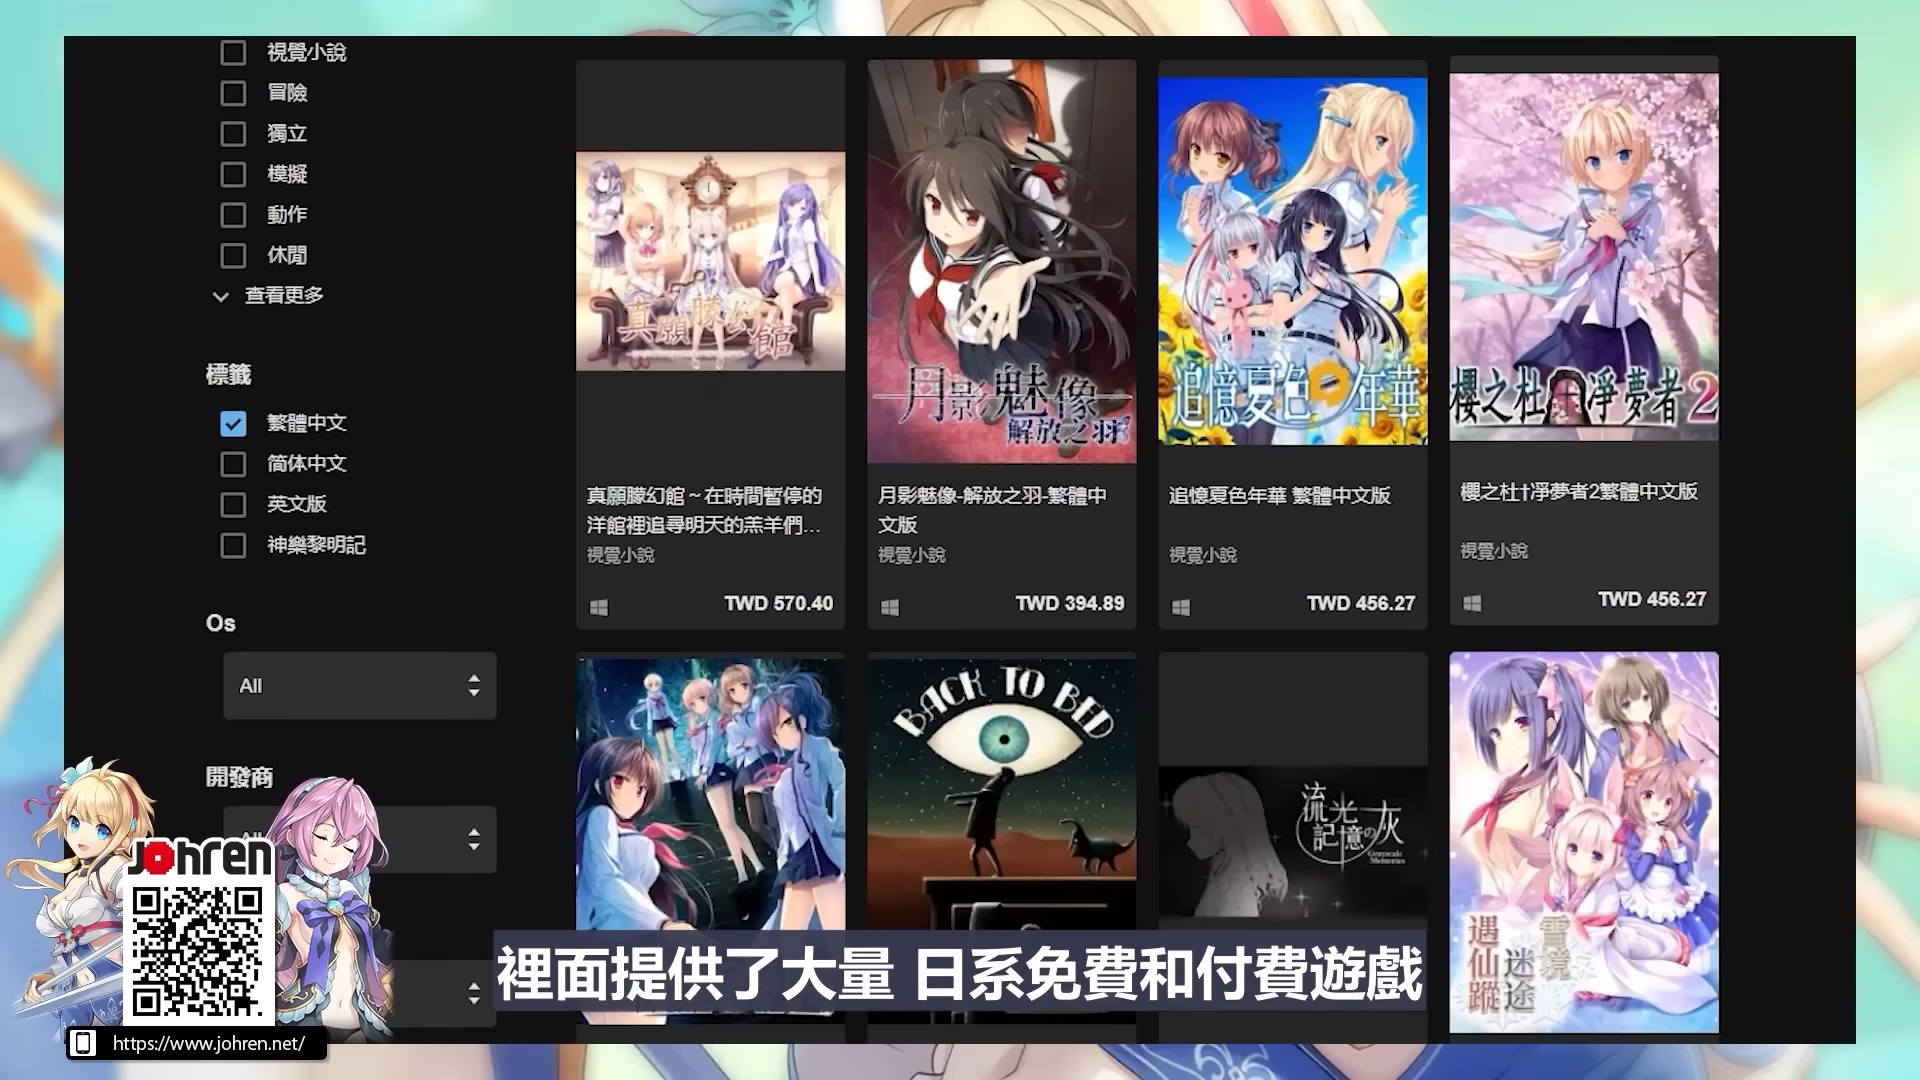 視覺小說
冒險
獨立
模擬
動作
休閒
查看更多
標籤
繁體中文
简体中文
英文版
神樂黎明記
Os
All
開發商
真願朦幻館
月影魅像
解放之羽
追憶夏色年華
櫻之杜†淨夢者2
真願朦幻館～在時間暫停的
洋館裡追尋明天的羔羊們...
視覺小說
TWD 570.40
月影魅像-解放之羽-繁體中
文版
視覺小說
TWD 394.89
追憶夏色年華 繁體中文版
視覺小說
TWD 456.27
櫻之杜†淨夢者2繁體中文版
視覺小說
TWD 456.27
BACK TO BED
流光記憶の灰
Grayscale
Memories
雪境迷途遇仙蹤
johren
https://www.johren.net/
裡面提供了大量 日系免費和付費遊戲